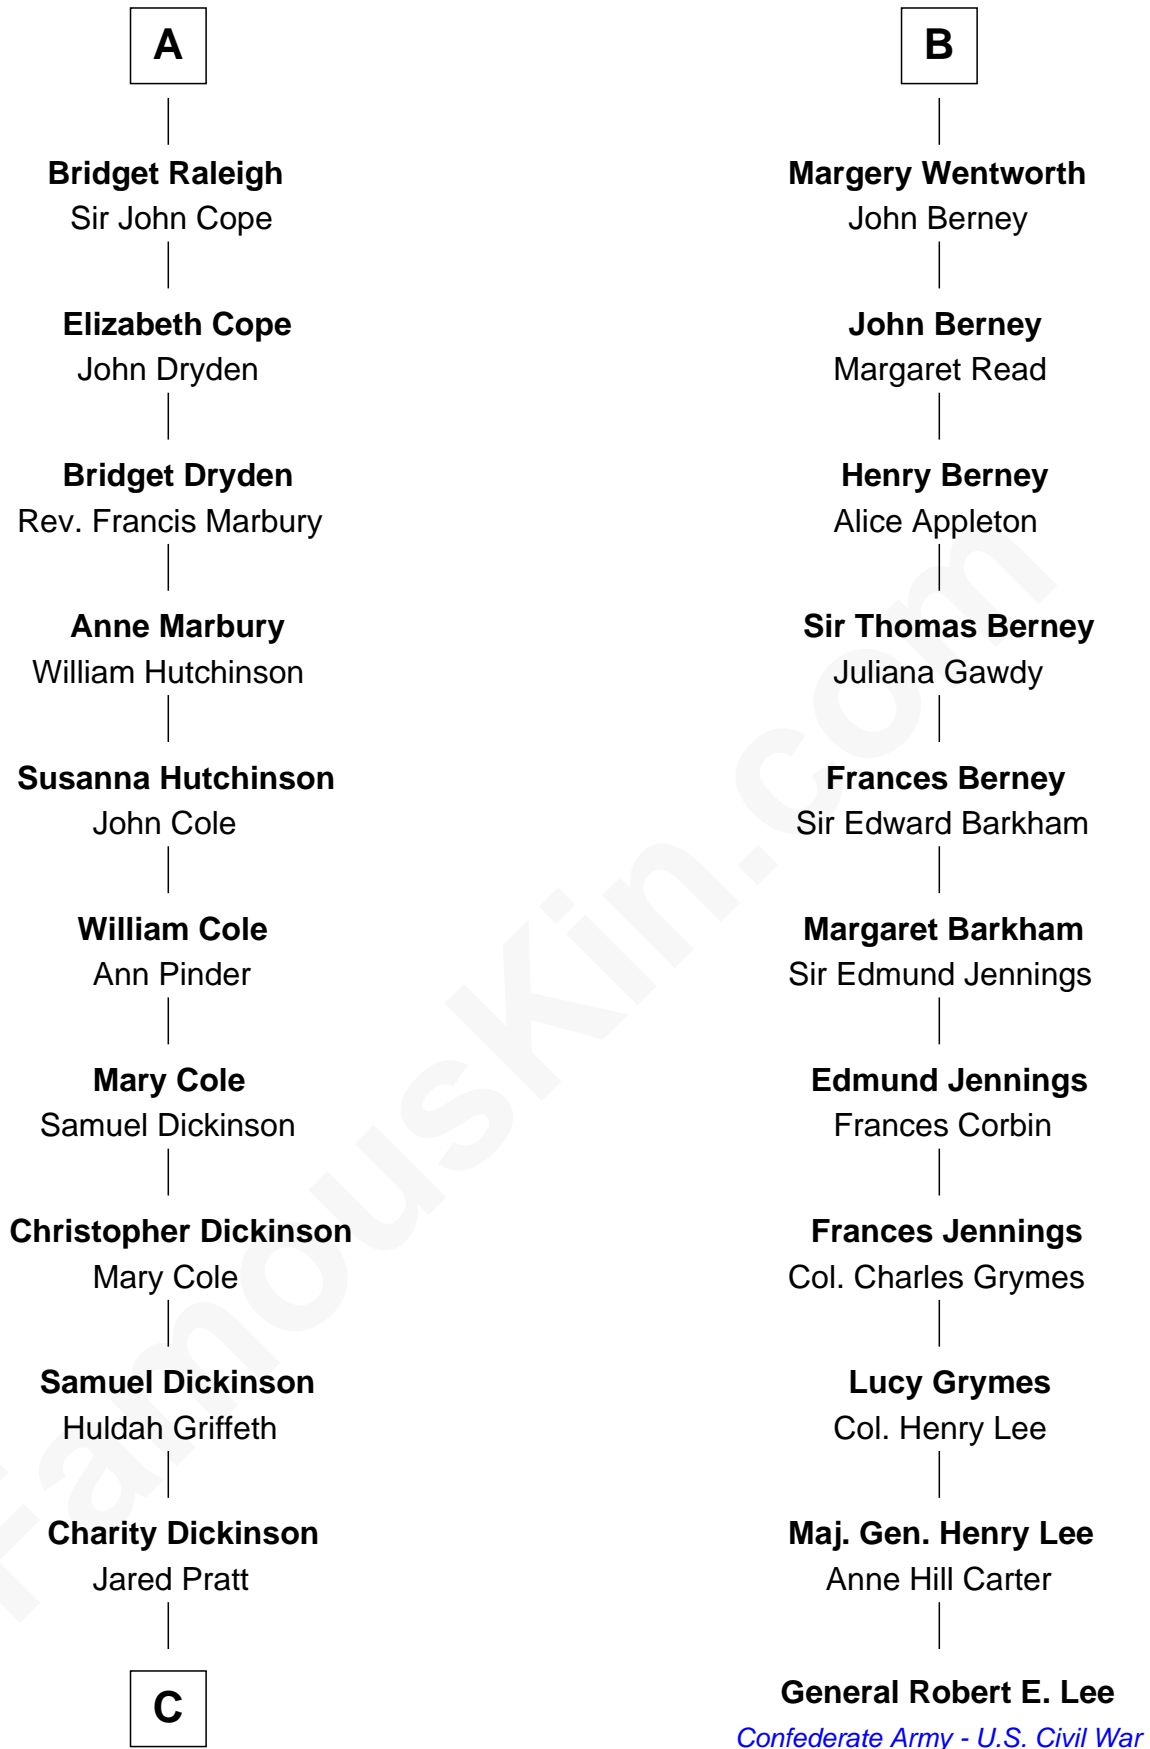 A
Bridget Raleigh
Sir John Cope
Elizabeth Cope
John Dryden
Bridget Dryden
Rev. Francis Marbury
Anne Marbury
William Hutchinson
Susanna Hutchinson
John Cole
William Cole
Ann Pinder
Mary Cole
Samuel Dickinson
Christopher Dickinson
Mary Cole
Samuel Dickinson
Huldah Griffeth
Charity Dickinson
Jared Pratt
C
B
Margery Wentworth
John Berney
John Berney
Margaret Read
Henry Berney
Alice Appleton
Sir Thomas Berney
Juliana Gawdy
Frances Berney
Sir Edward Barkham
Margaret Barkham
Sir Edmund Jennings
Edmund Jennings
Frances Corbin
Frances Jennings
Col. Charles Grymes
Lucy Grymes
Col. Henry Lee
Maj. Gen. Henry Lee
Anne Hill Carter
General Robert E. Lee
Confederate Army - U.S. Civil War
FamousKin.com